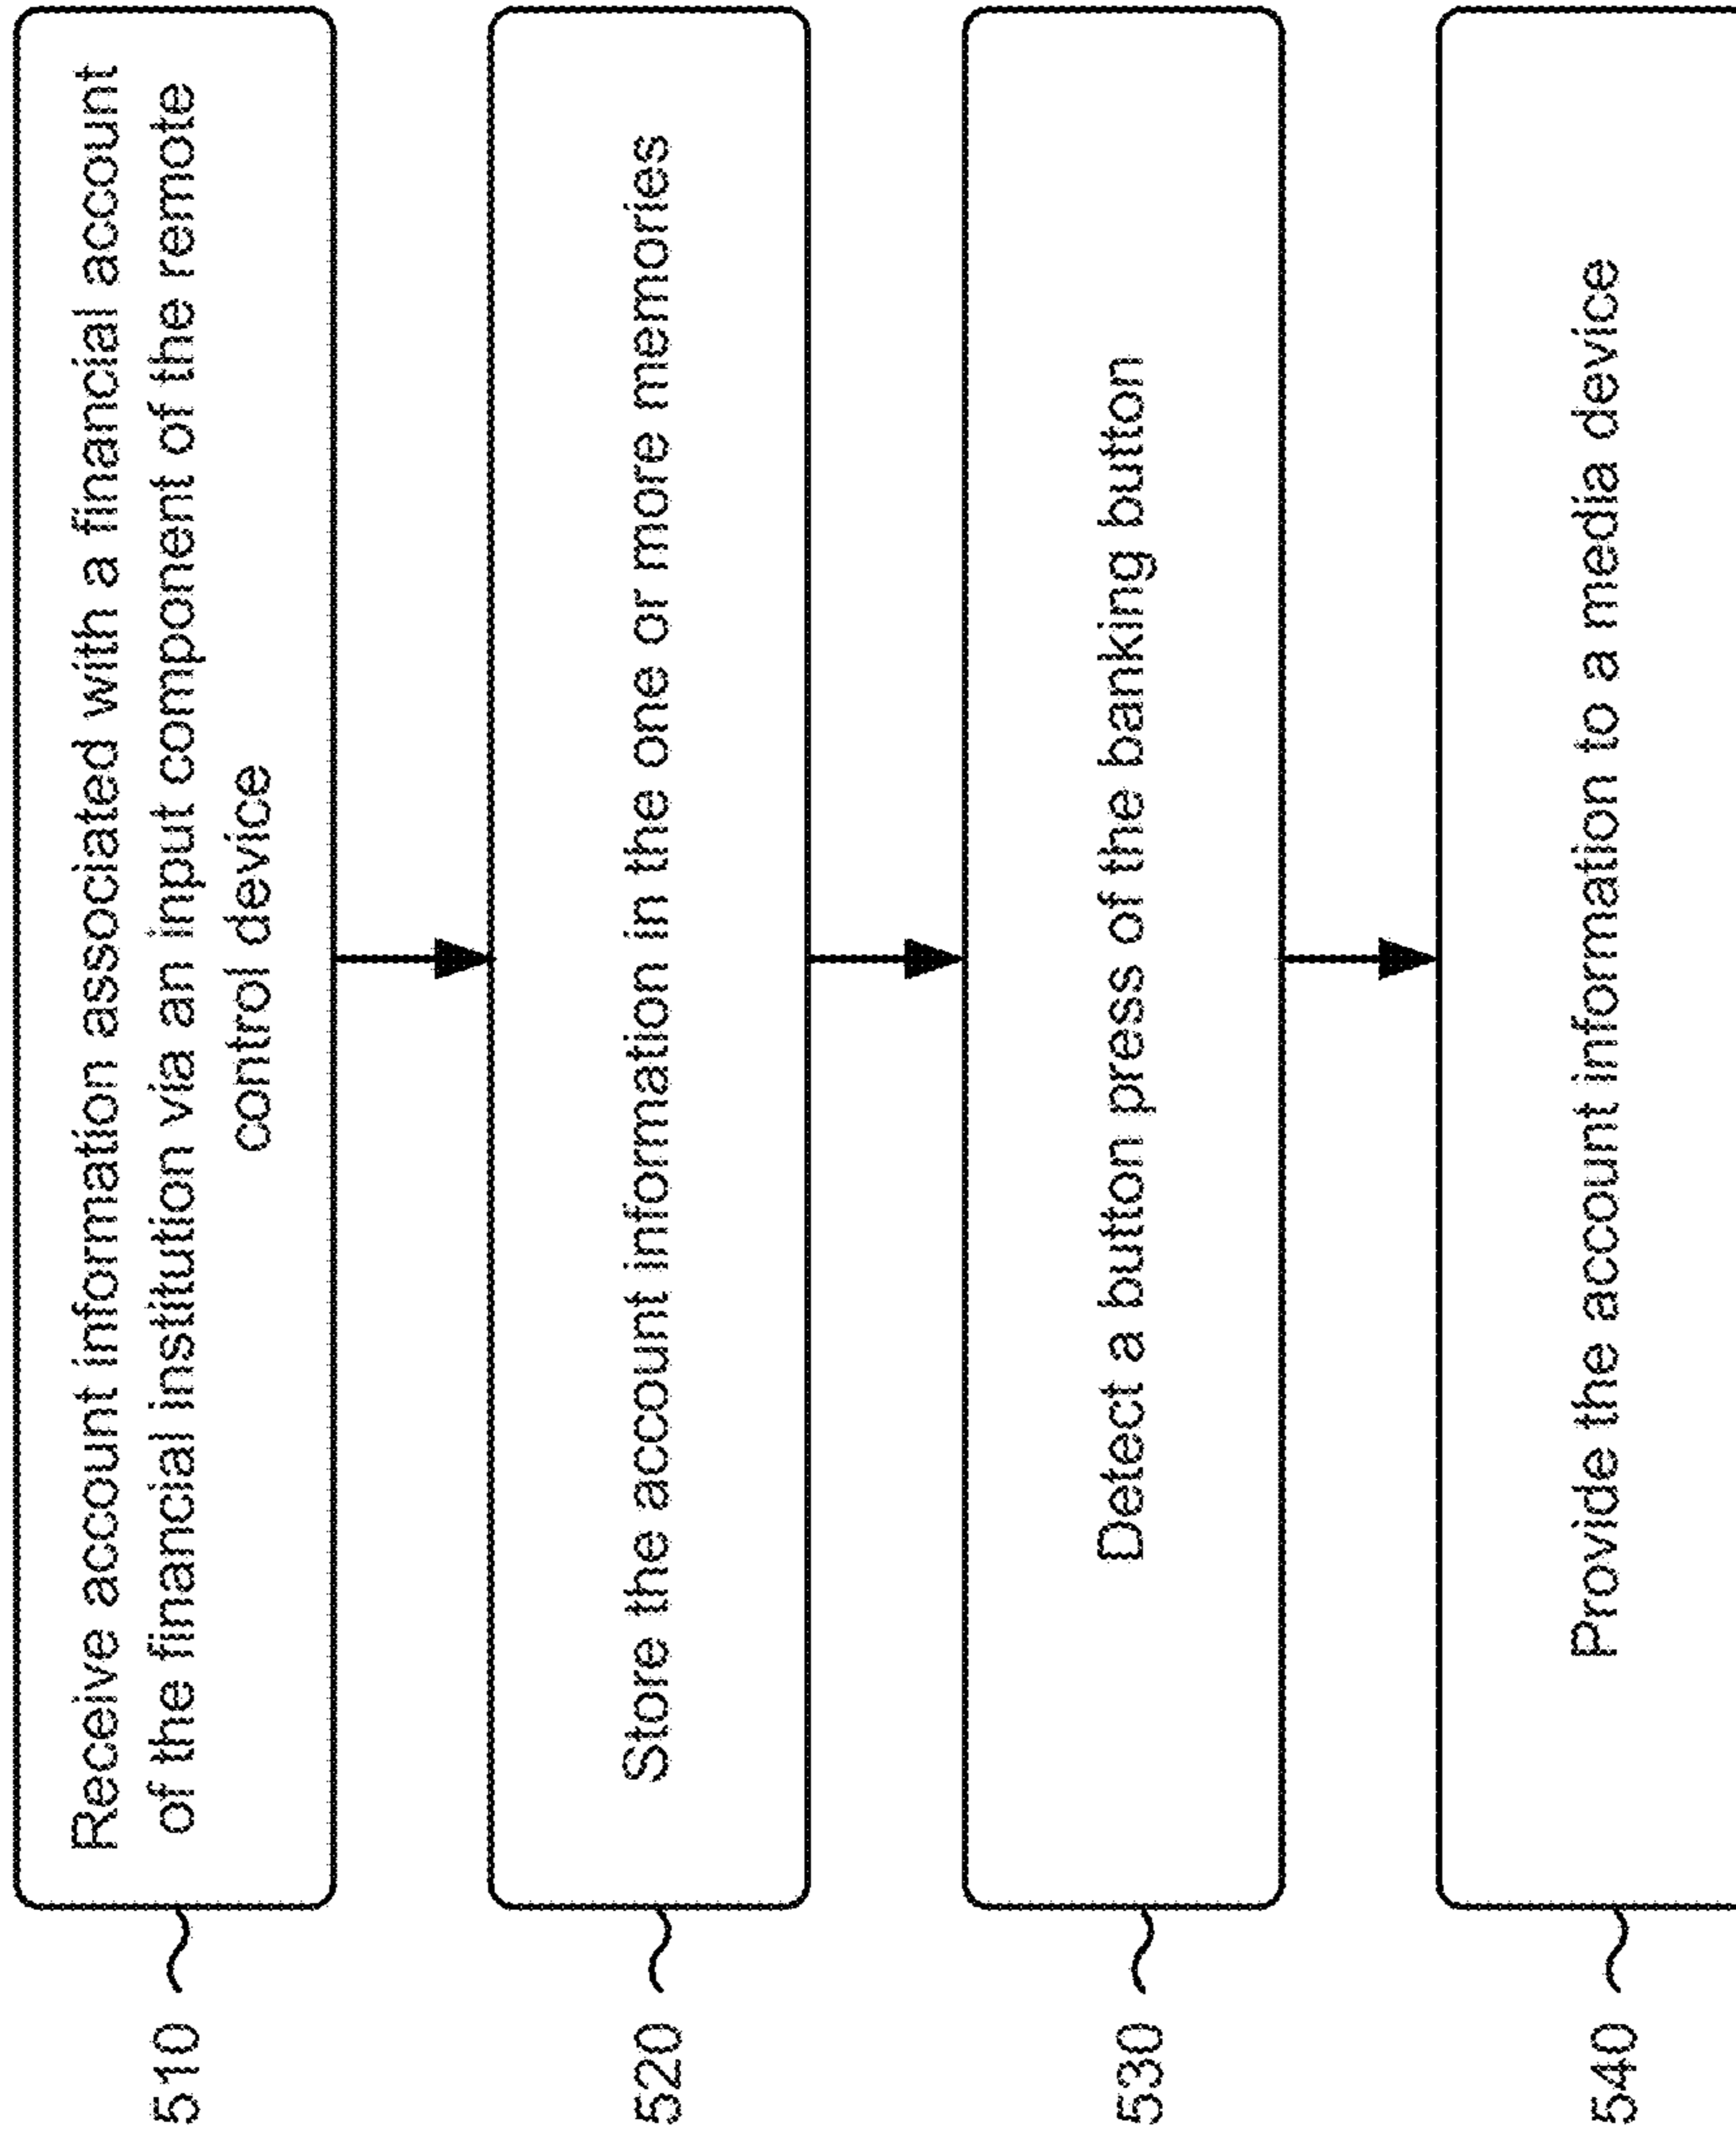 510
Receive account information associated with a financial account
of the financial institution via an input component of the remote
control device
520
Store the account information in the one or more memories
530
Detect a button press of the banking button
540
Provide the account information to a media device